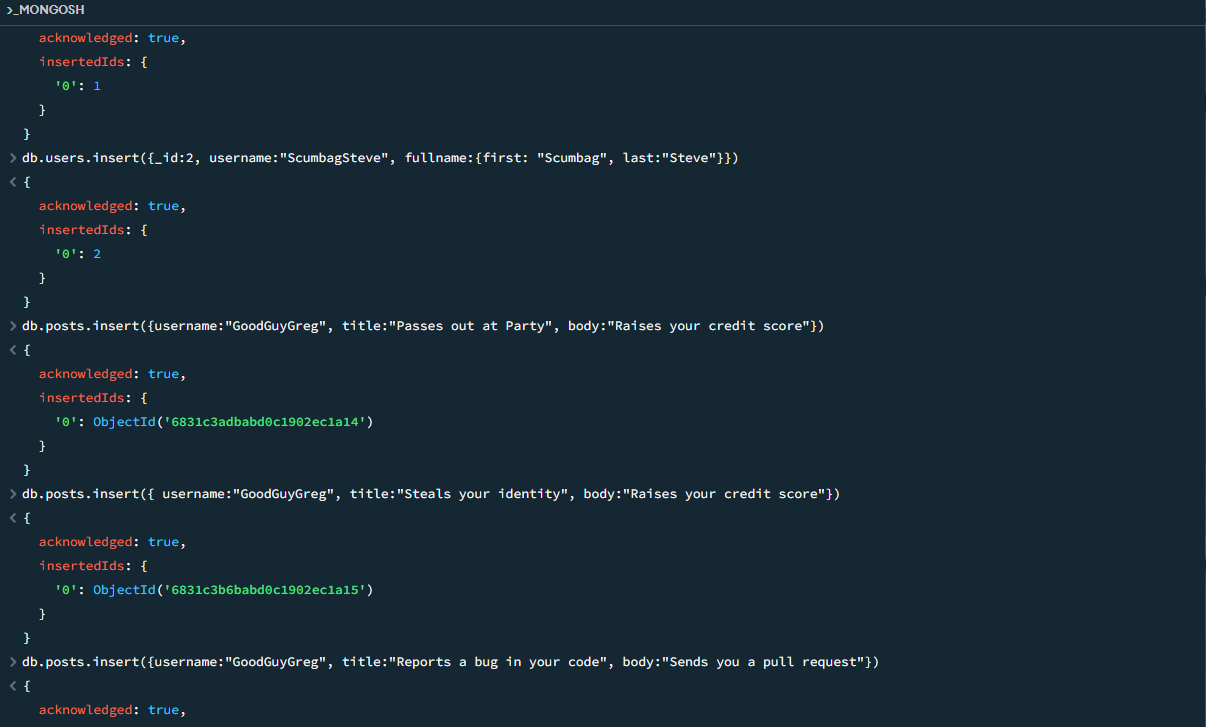 >_MONGOSH
acknowledged: true,
insertedIds: {
'0': 1
}
}
> db.users.insert({_id:2, username:"ScumbagSteve", fullname:{first: "Scumbag", last:"Steve"}})
< {
acknowledged: true,
insertedIds: {
'0': 2
}
}
> db.posts.insert({username:"GoodGuyGreg", title:"Passes out at Party", body:"Raises your credit score"})
< {
acknowledged: true,
insertedIds: {
'0': ObjectId('6831c3adbabd0c1902ec1a14')
}
}
> db.posts.insert({ username:"GoodGuyGreg", title:"Steals your identity", body:"Raises your credit score"})
< {
acknowledged: true,
insertedIds: {
'0': ObjectId('6831c3b6babd0c1902ec1a15')
}
}
> db.posts.insert({username:"GoodGuyGreg", title:"Reports a bug in your code", body:"Sends you a pull request"})
< {
acknowledged: true,